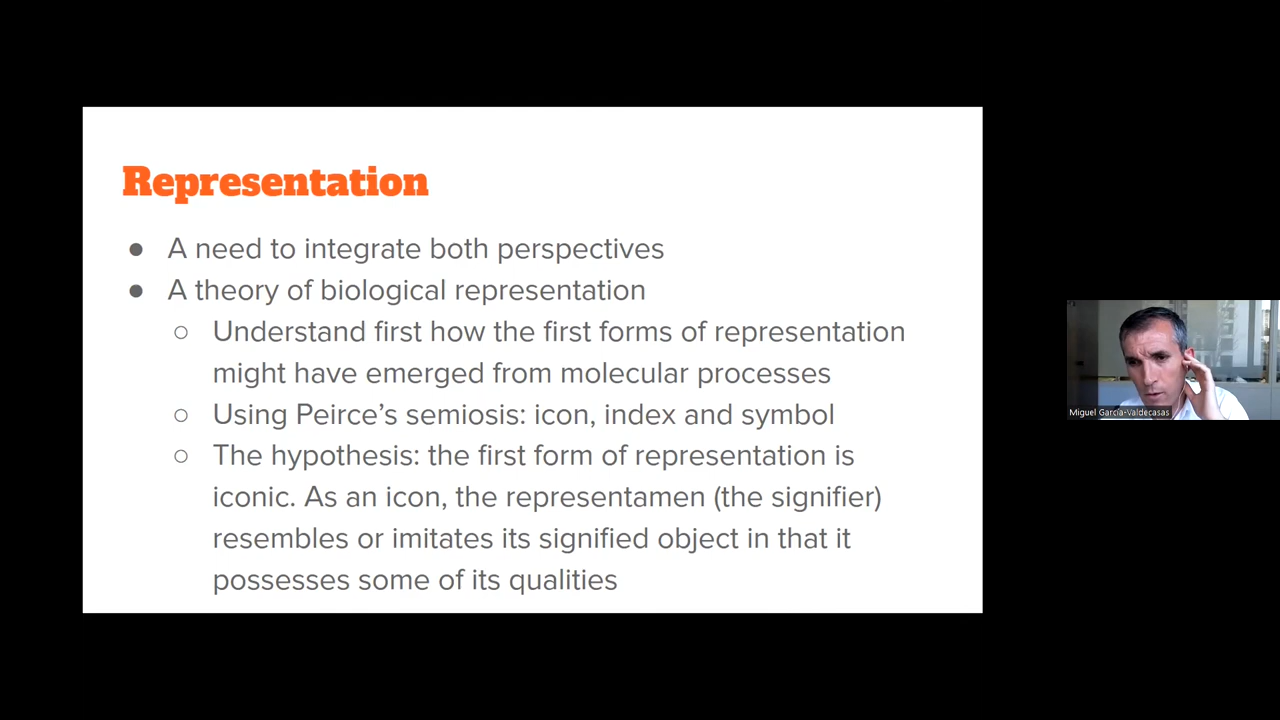 Representation
● A need to integrate both perspectives
● A theory of biological representation
○ Understand first how the first forms of representation
might have emerged from molecular processes
○ Using Peirce’s semiosis: icon, index and symbol
○ The hypothesis: the first form of representation is
iconic. As an icon, the representamen (the signifier)
resembles or imitates its signified object in that it
possesses some of its qualities
Miguel García-Valdecasas